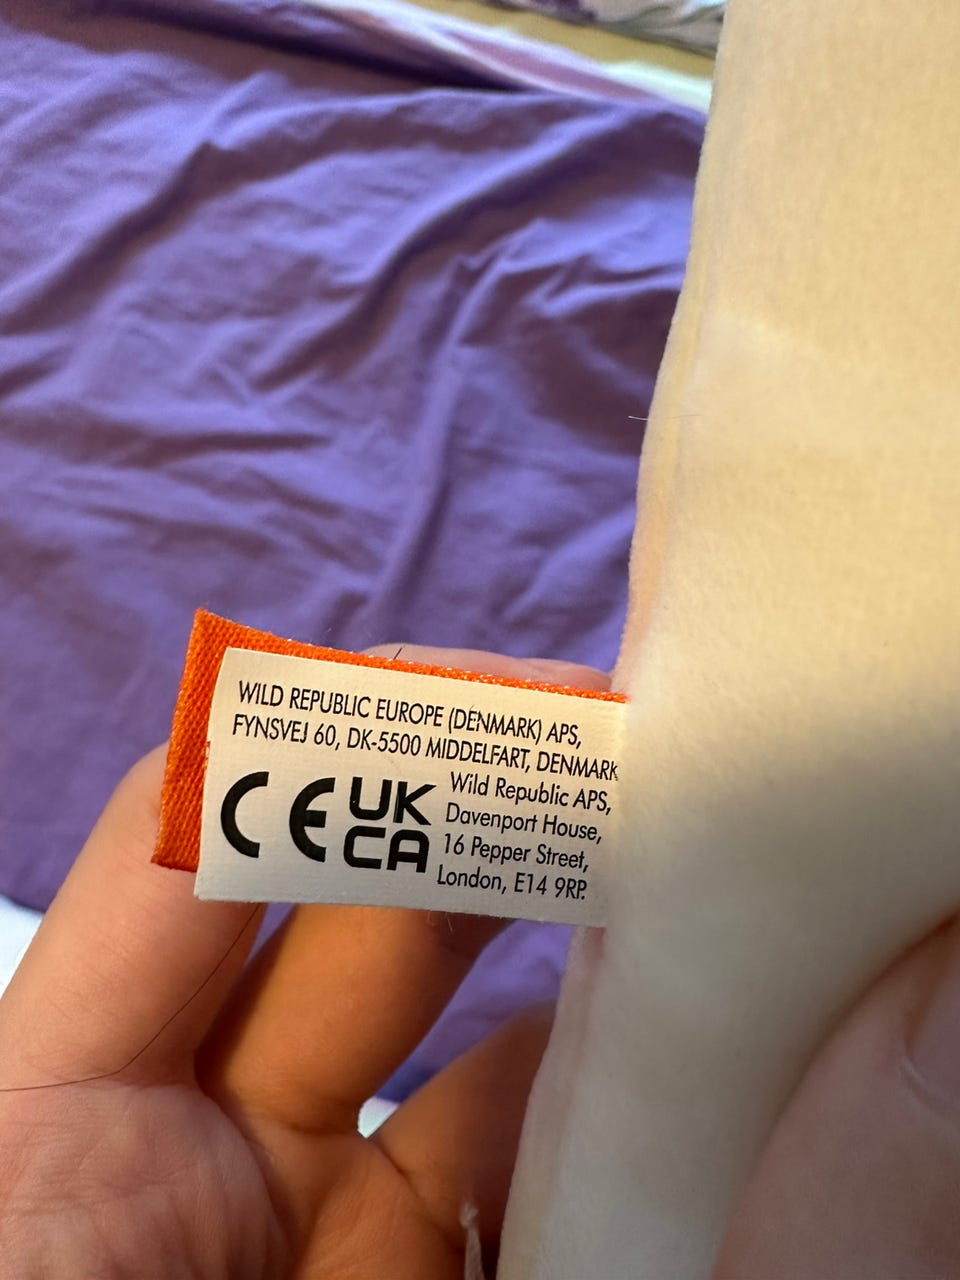 WILD REPUBLIC EUROPE (DENMARK) APS,
FYNSVEJ 60, DK-5500 MIDDELFART, DENMARK
CE UK
CA
Wild Republic APS,
Davenport House,
16 Pepper Street,
London, E14 9RP.